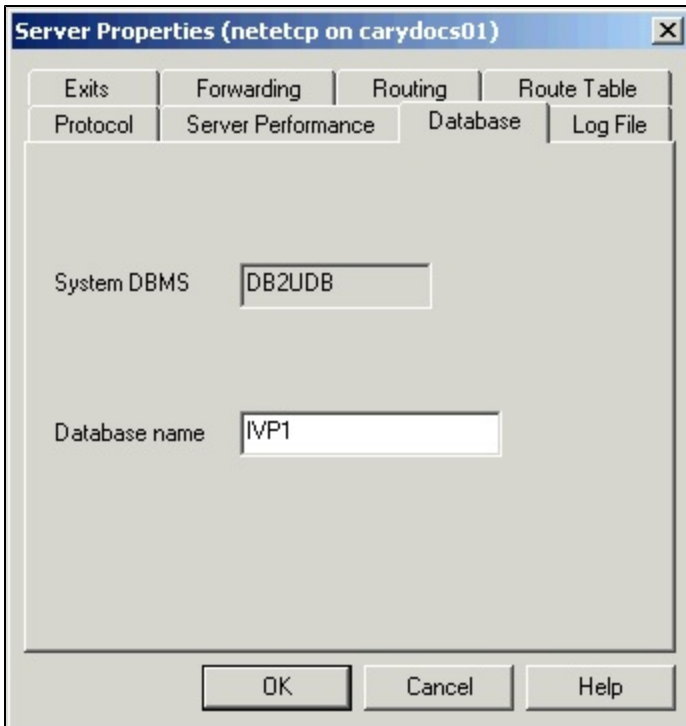 Server Properties (netetcp on carydocs01)
Exits Forwarding Routing Route Table
Protocol Server Performance Database Log File
System DBMS DB2UDB
Database name IVP1
OK Cancel Help